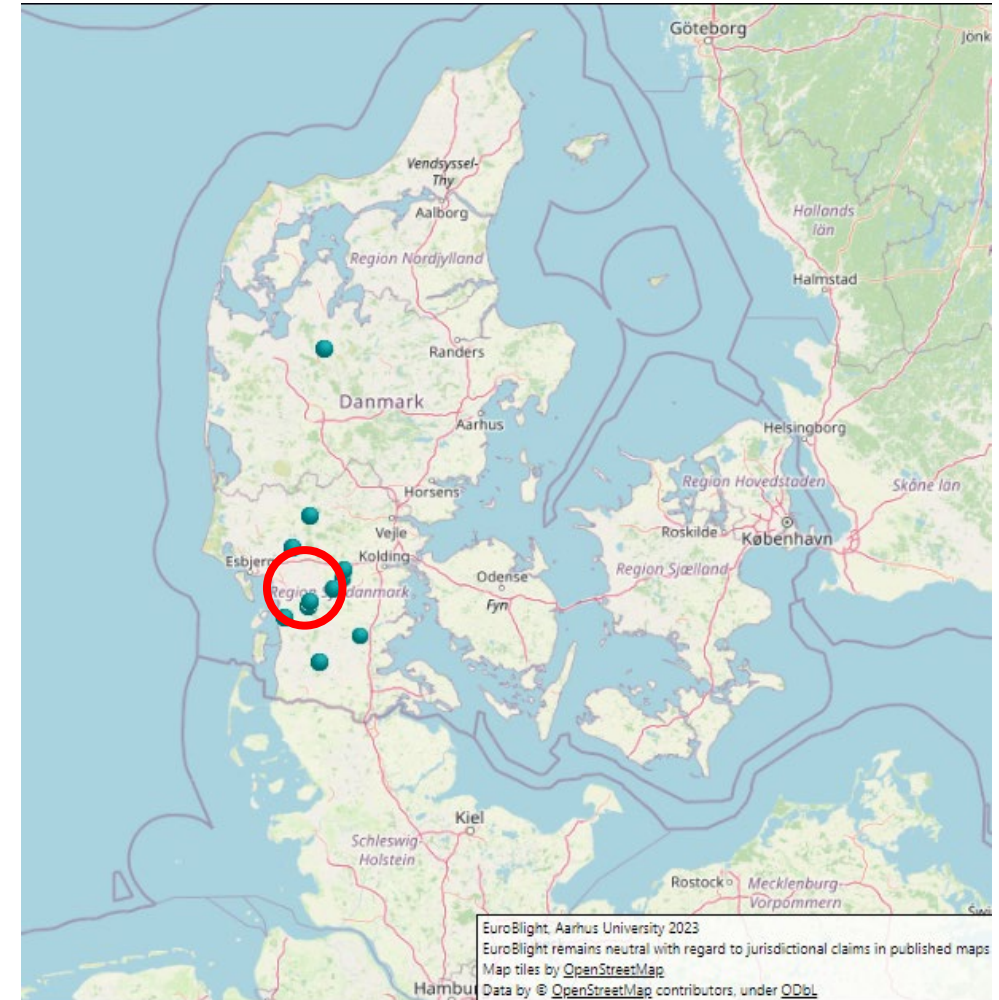 Göteborg
Jönk
Vendsyssel-
Thy
Aalborg
Hallands
län
Region Nordjylland
Halmstad
Randers
Danmark
Aarhus
Helsingborg
Horsens
Region Hovedstaden
Skåne län
Vejle
Roskilde
København
Esbjerg
Kolding
Odense
Region Sjælland
Region
danmark
Fyn
Kiel
Schleswig-
Holstein
Rostock
Mecklenburg-
Vorpommern
EuroBlight, Aarhus University 2023
EuroBlight remains neutral with regard to jurisdictional claims in published maps
Map tiles by OpenStreetMap
Hambu
Data by © OpenStreetMap contributors, under ODbL